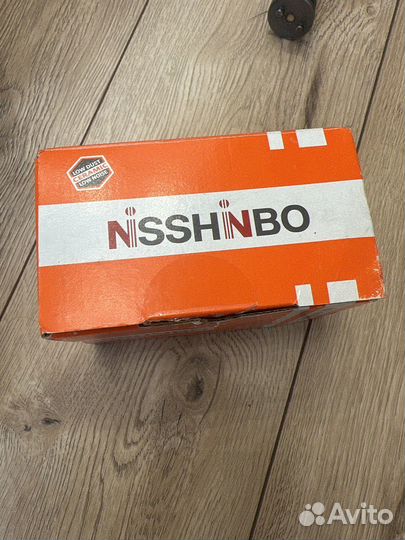 LOW DUST
CERAMIC
LOW NOISE
NISSHINBO
Avito